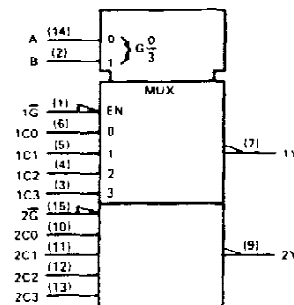 A (14) 0 } G 0/3
B (2) 1
MUX
1G̅ (1) EN
1C0 (6) 0
1C1 (5) 1 (7) 1Y
1C2 (4) 2
1C3 (3) 3
2G̅ (15)
2C0 (10)
2C1 (11) (9) 2Y
2C2 (12)
2C3 (13)